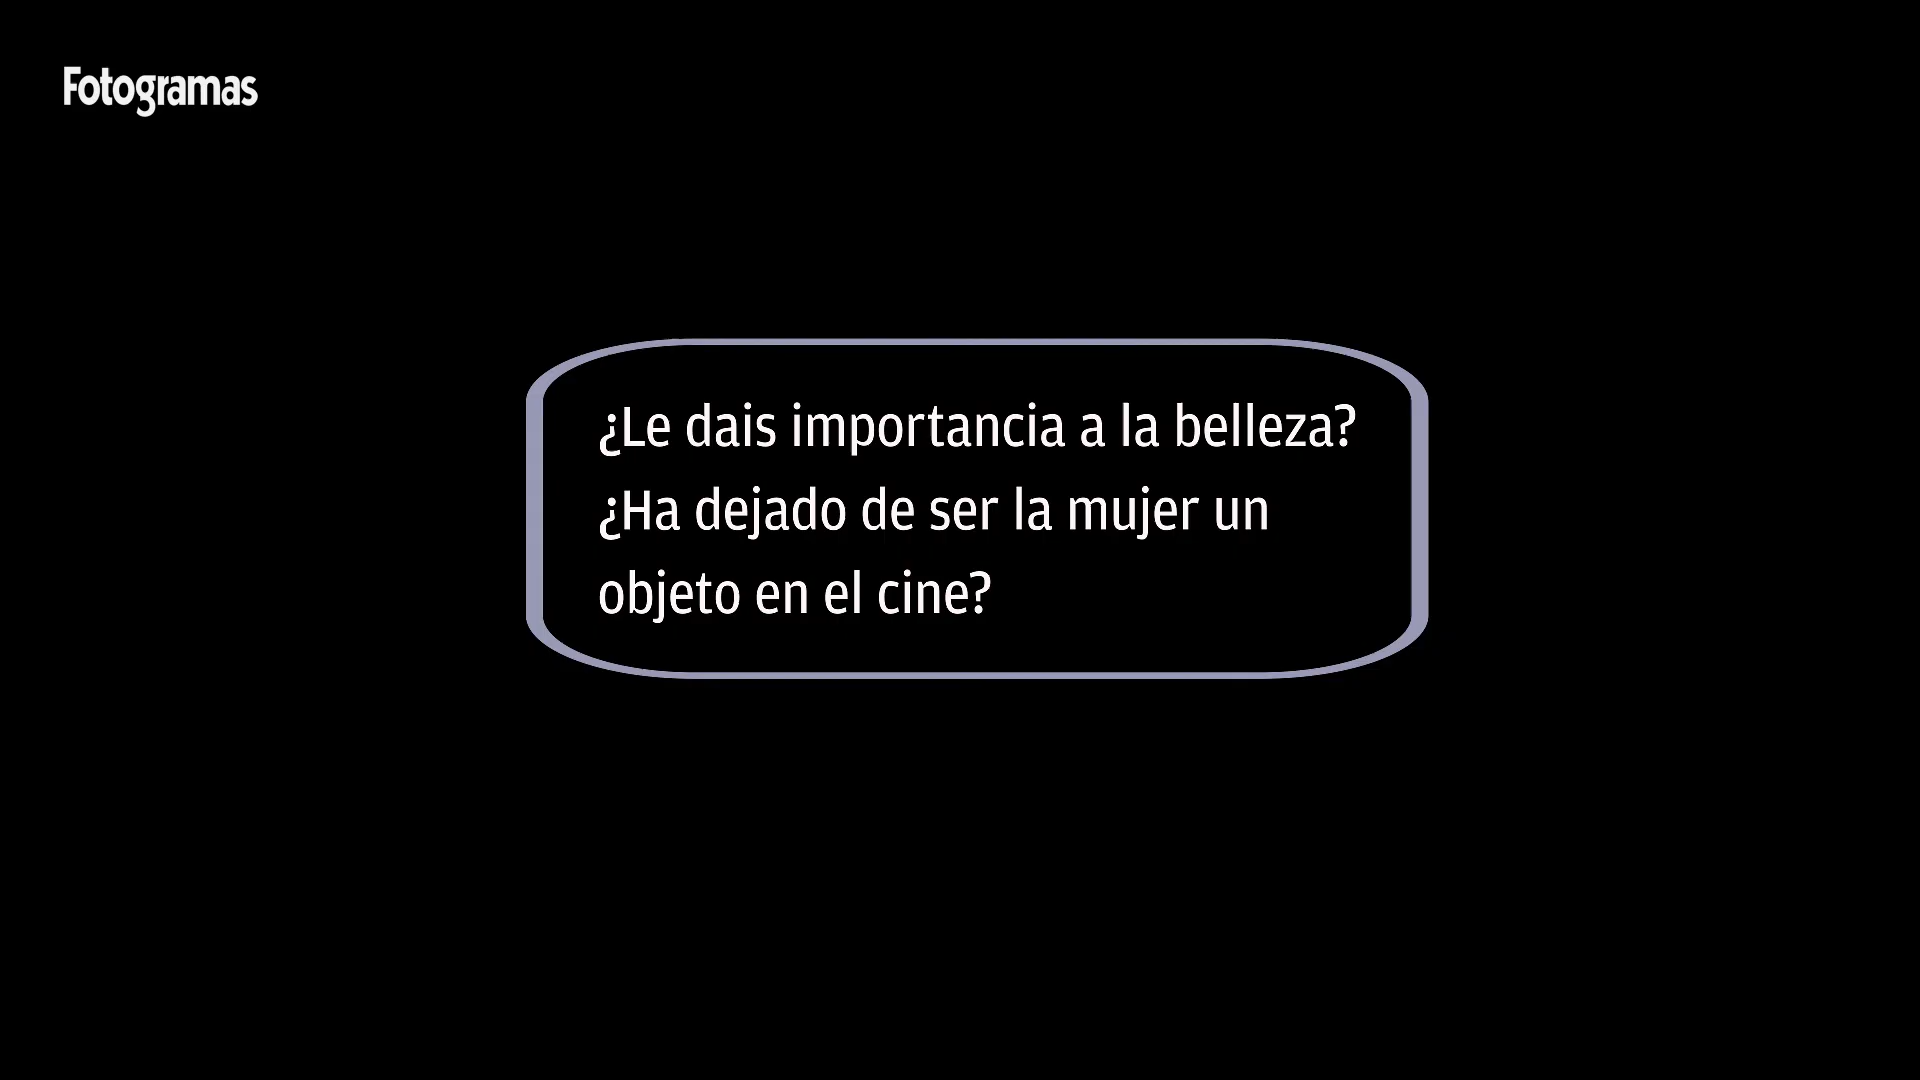 Fotogramas
¿Le dais importancia a la belleza?
¿Ha dejado de ser la mujer un
objeto en el cine?